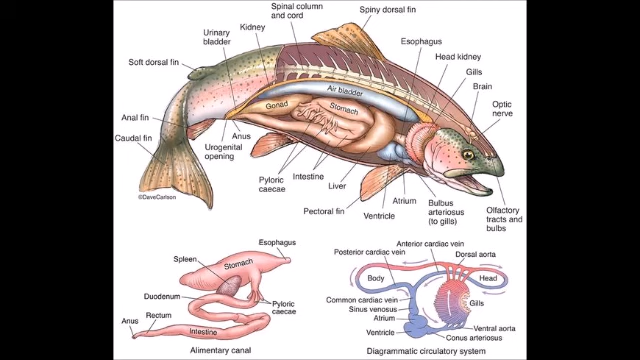 Spinal column
and cord
Spiny dorsal fin
Kidney
Urinary
bladder
Esophagus
Head kidney
Soft dorsal fin
Gills
Brain
Air bladder
Optic
nerve
Gonad
Stomach
Anal fin
Anus
Caudal fin
Urogenital
opening
Pyloric
caecae
Intestine
Liver
Pectoral fin
Ventricle
Atrium
Bulbus
arteriosus
(to gills)
Olfactory
tracts and
bulbs
©DaveCarlson
Esophagus
Spleen
Stomach
Duodenum
Pyloric
caecae
Rectum
Anus
Intestine
Alimentary canal
Anterior cardiac vein
Posterior cardiac vein
Dorsal aorta
Body
Head
Common cardiac vein
Gills
Sinus venosus
Atrium
Ventricle
Ventral aorta
Conus arteriosus
Diagrammatic circulatory system